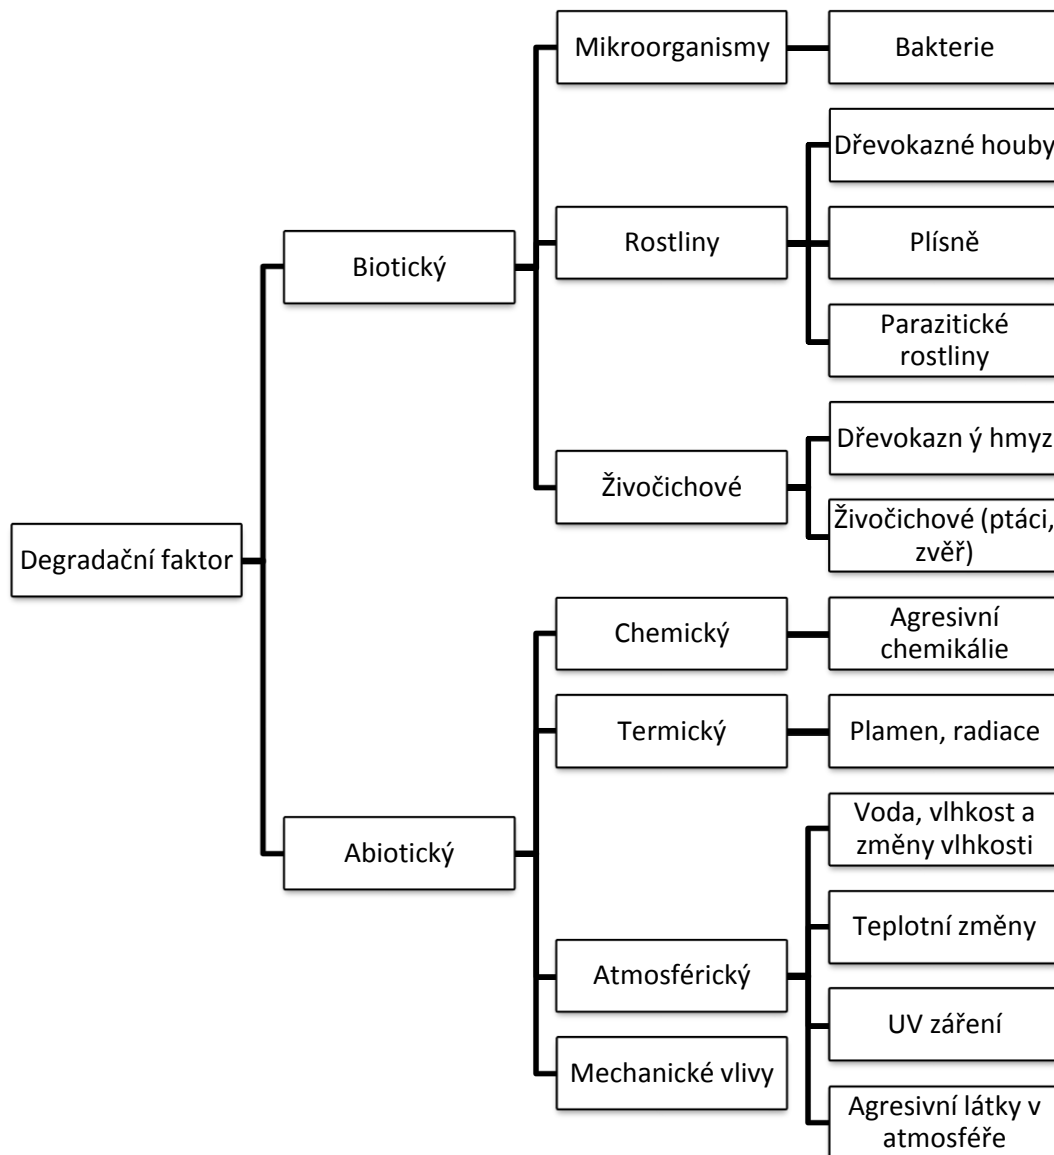 Degradační faktor
Biotický
Mikroorganismy
Bakterie
Rostliny
Dřevokazné houby
Plísně
Parazitické
rostliny
Živočichové
Dřevokazn ý hmyz
Živočichové (ptáci,
zvěř)
Abiotický
Chemický
Agresivní
chemikálie
Termický
Plamen, radiace
Atmosférický
Voda, vlhkost a
změny vlhkosti
Teplotní změny
UV záření
Agresivní látky v
atmosféře
Mechanické vlivy